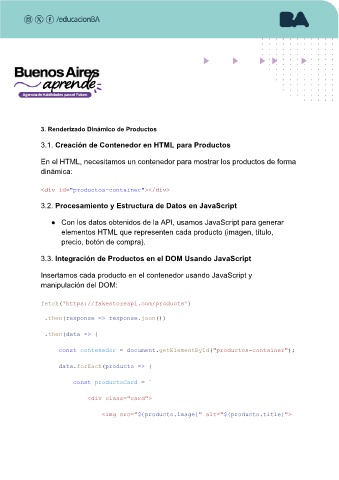 /educacionBA
BA
Buenos Aires
aprende
Agencia de Habilidades para el Futuro
3. Renderizado Dinámico de Productos
3.1. Creación de Contenedor en HTML para Productos
En el HTML, necesitamos un contenedor para mostrar los productos de forma
dinámica:
<div id="productos-container"></div>
3.2. Procesamiento y Estructura de Datos en JavaScript
● Con los datos obtenidos de la API, usamos JavaScript para generar
elementos HTML que representen cada producto (imagen, título,
precio, botón de compra).
3.3. Integración de Productos en el DOM Usando JavaScript
Insertamos cada producto en el contenedor usando JavaScript y
manipulación del DOM:
fetch('https://fakestoreapi.com/products')
.then(response => response.json())
.then(data => {
const contenedor = document.getElementById("productos-container");
data.forEach(producto => {
const productoCard = `
<div class="card">
<img src="${producto.image}" alt="${producto.title}">